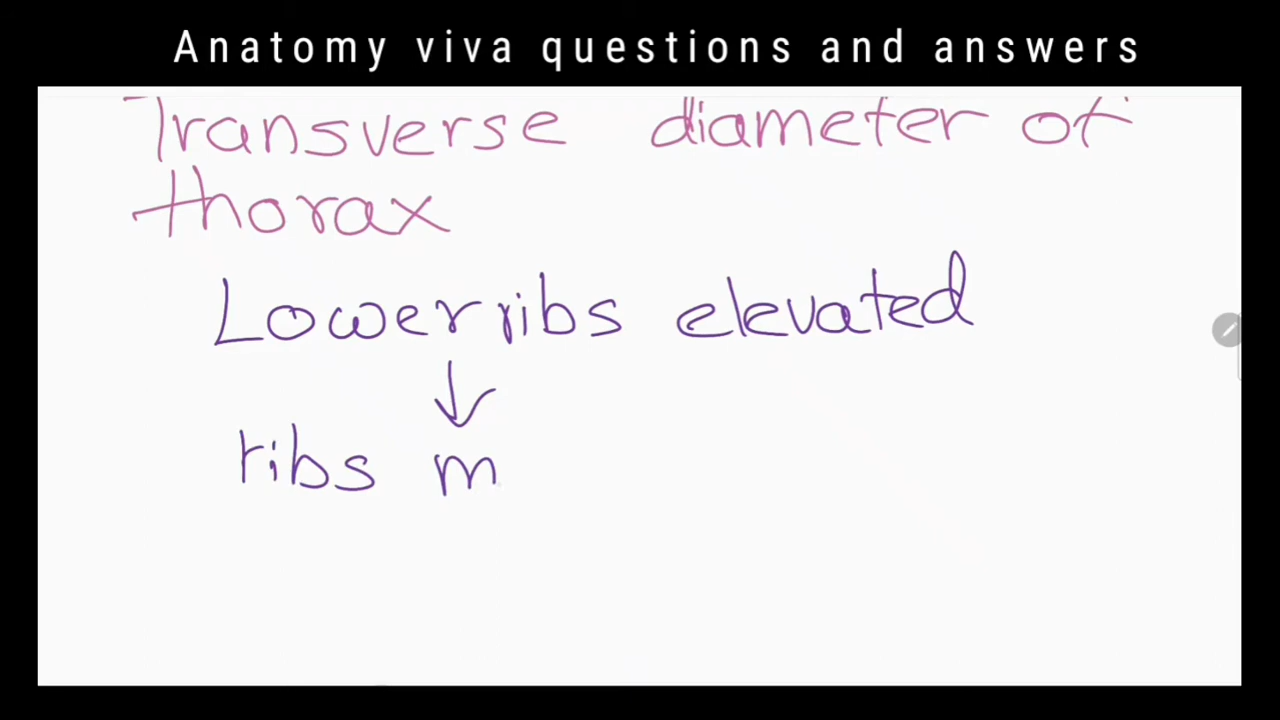 Anatomy viva questions and answers
Transverse diameter of
thorax
Lower ribs elevated
↓
ribs m